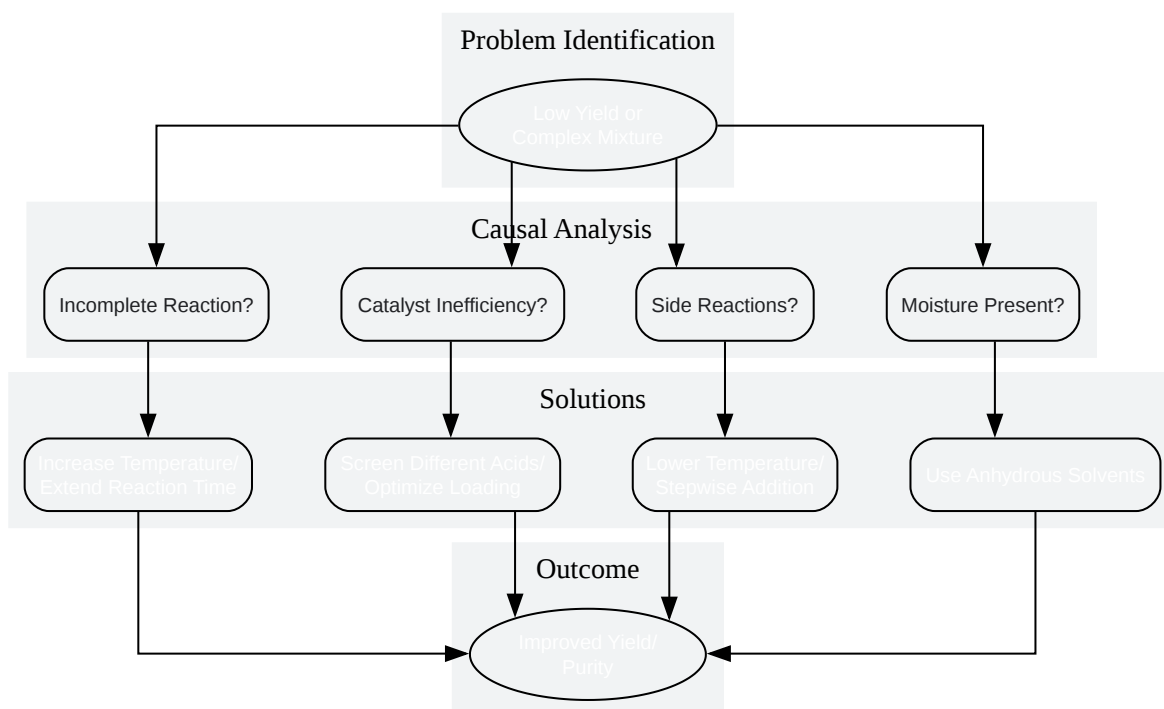 Problem Identification
Low Yield or
Complex Mixture
Causal Analysis
Incomplete Reaction?
Catalyst Inefficiency?
Side Reactions?
Moisture Present?
Solutions
Increase Temperature/
Extend Reaction Time
Screen Different Acids/
Optimize Loading
Lower Temperature/
Stepwise Addition
Use Anhydrous Solvents
Outcome
Improved Yield/
Purity